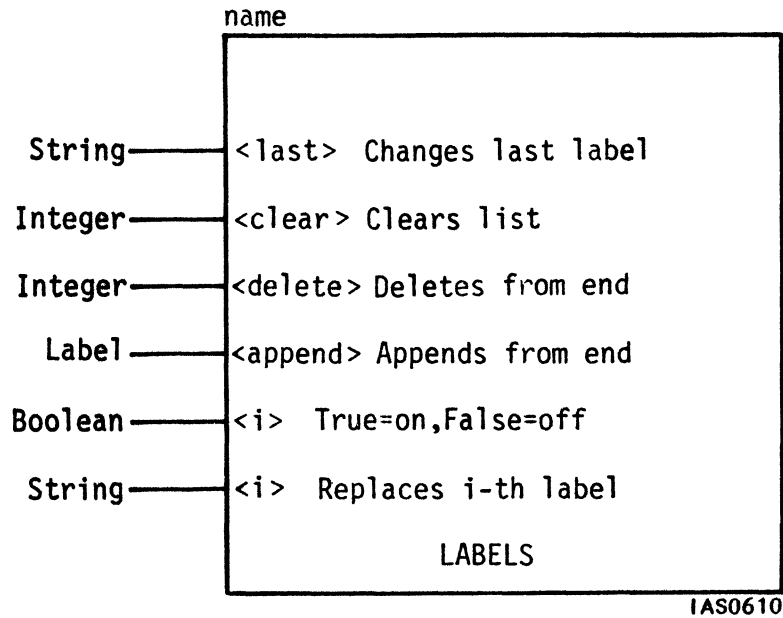 name
String <last> Changes last label
Integer <clear> Clears list
Integer <delete> Deletes from end
Label <append> Appends from end
Boolean <i> True=on,False=off
String <i> Replaces i-th label
LABELS
IAS0610